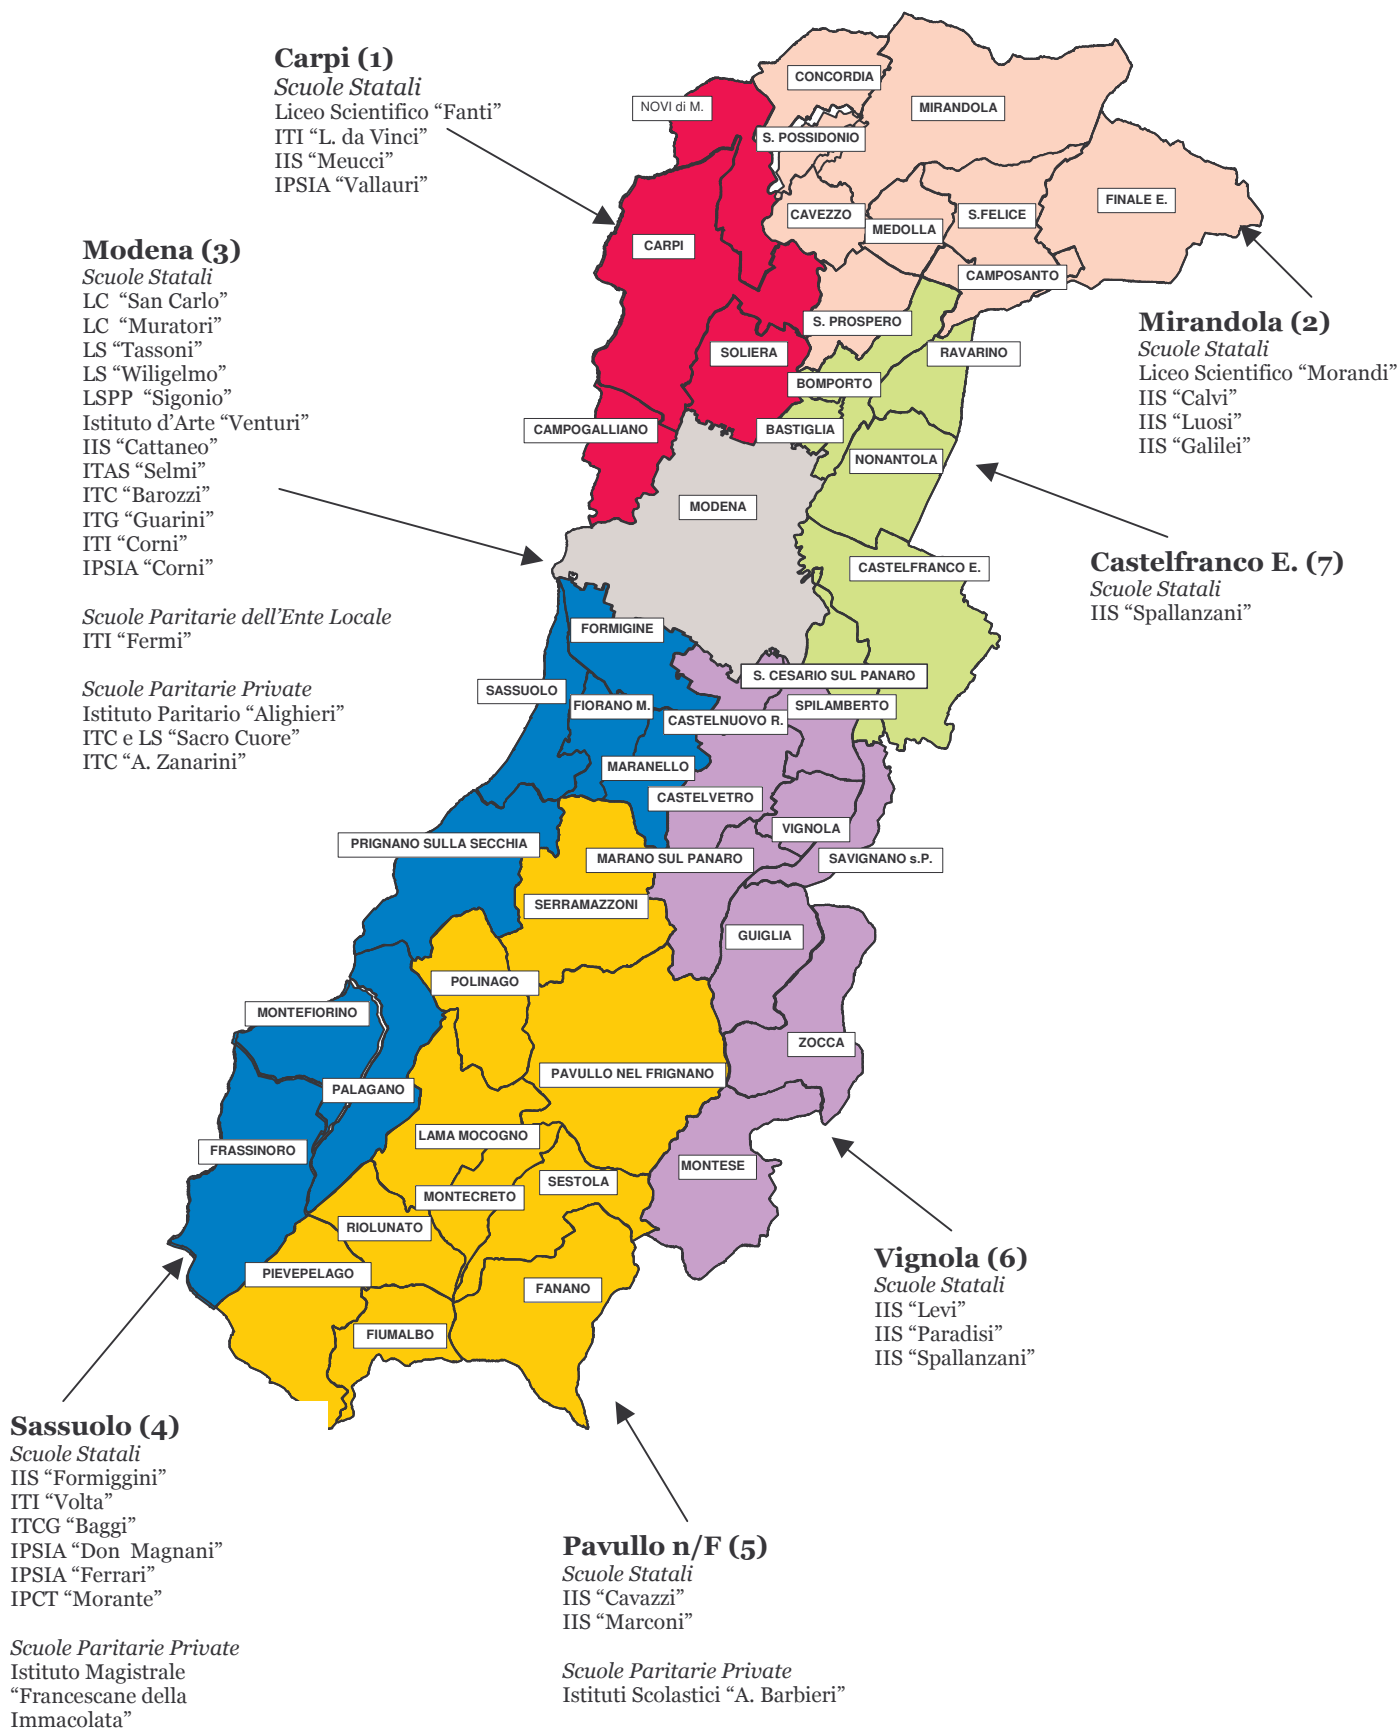 Carpi (1)
Scuole Statali
Liceo Scientifico “Fanti”
ITI “L. da Vinci”
IIS “Meucci”
IPSIA “Vallauri”
Modena (3)
Scuole Statali
LC “San Carlo”
LC “Muratori”
LS “Tassoni”
LS “Wiligelmo”
LSPP “Sigonio”
Istituto d’Arte “Venturi”
IIS “Cattaneo”
ITAS “Selmi”
ITC “Barozzi”
ITG “Guarini”
ITI “Corni”
IPSIA “Corni”
Scuole Paritarie dell’Ente Locale
ITI “Fermi”
Scuole Paritarie Private
Istituto Paritario “Alighieri”
ITC e LS “Sacro Cuore”
ITC “A. Zanarini”
CONCORDIA
NOVI di M.
MIRANDOLA
S. POSSIDONIO
FINALE E.
CAVEZZO
S.FELICE
MEDOLLA
CARPI
CAMPOSANTO
S. PROSPERO
SOLIERA
RAVARINO
BOMPORTO
CAMPOGALLIANO
BASTIGLIA
NONANTOLA
MODENA
CASTELFRANCO E.
FORMIGINE
S. CESARIO SUL PANARO
SASSUOLO
FIORANO M.
SPILAMBERTO
CASTELNUOVO R.
MARANELLO
CASTELVETRO
VIGNOLA
PRIGNANO SULLA SECCHIA
MARANO SUL PANARO
SAVIGNANO s.P.
SERRAMAZZONI
GUIGLIA
POLINAGO
MONTEFIORINO
ZOCCA
PAVULLO NEL FRIGNANO
PALAGANO
LAMA MOCOGNO
FRASSINORO
MONTESE
SESTOLA
MONTECRETO
RIOLUNATO
PIEVEPELAGO
FANANO
FIUMALBO
Mirandola (2)
Scuole Statali
Liceo Scientifico “Morandi”
IIS “Calvi”
IIS “Luosi”
IIS “Galilei”
Castelfranco E. (7)
Scuole Statali
IIS “Spallanzani”
Vignola (6)
Scuole Statali
IIS “Levi”
IIS “Paradisi”
IIS “Spallanzani”
Sassuolo (4)
Scuole Statali
IIS “Formiggini”
ITI “Volta”
ITCG “Baggi”
IPSIA “Don Magnani”
IPSIA “Ferrari”
IPCT “Morante”
Scuole Paritarie Private
Istituto Magistrale
“Francescane della
Immacolata”
Pavullo n/F (5)
Scuole Statali
IIS “Cavazzi”
IIS “Marconi”
Scuole Paritarie Private
Istituti Scolastici “A. Barbieri”